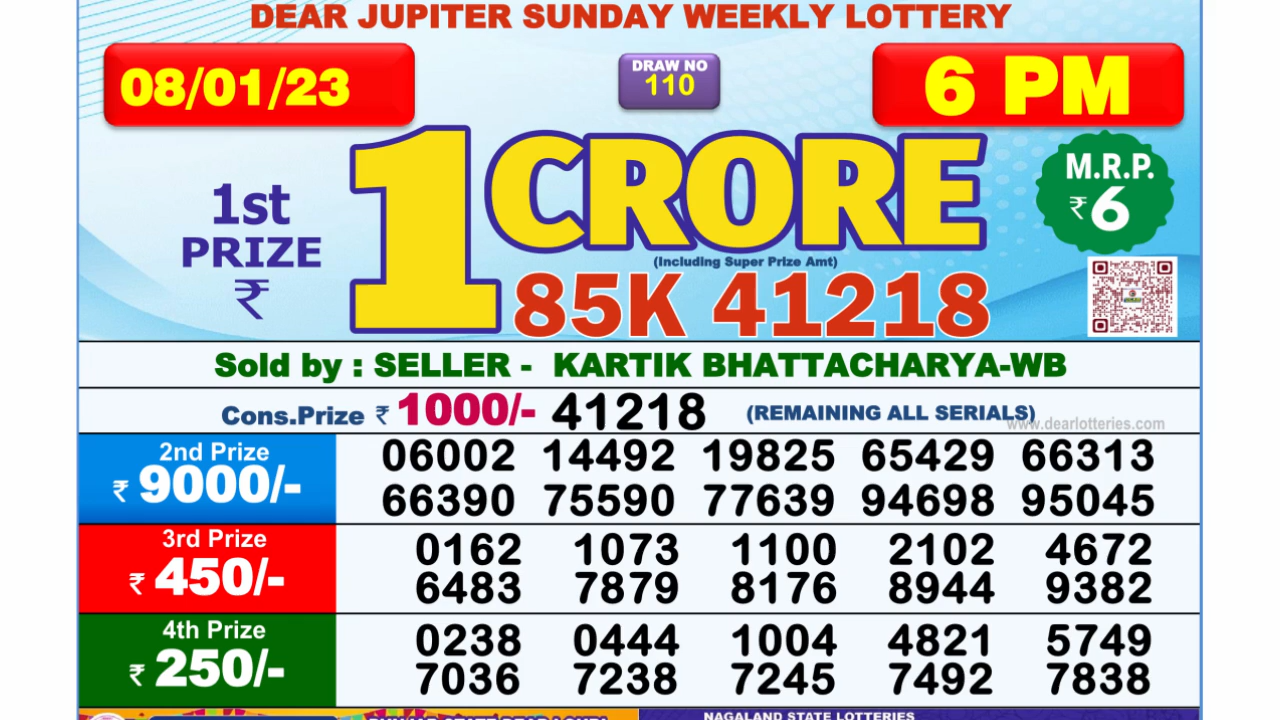 DEAR JUPITER SUNDAY WEEKLY LOTTERY
08/01/23
DRAW NO
110
6 PM
1st
PRIZE
₹
1 CRORE
(Including Super Prize Amt)
85K 41218
M.R.P.
₹6
Sold by : SELLER - KARTIK BHATTACHARYA-WB
Cons.Prize ₹ 1000/- 41218 (REMAINING ALL SERIALS)
www.dearlotteries.com
2nd Prize
₹ 9000/-
06002 14492 19825 65429 66313
66390 75590 77639 94698 95045
3rd Prize
₹ 450/-
0162 1073 1100 2102 4672
6483 7879 8176 8944 9382
4th Prize
₹ 250/-
0238 0444 1004 4821 5749
7036 7238 7245 7492 7838
NAGALAND STATE LOTTERIES